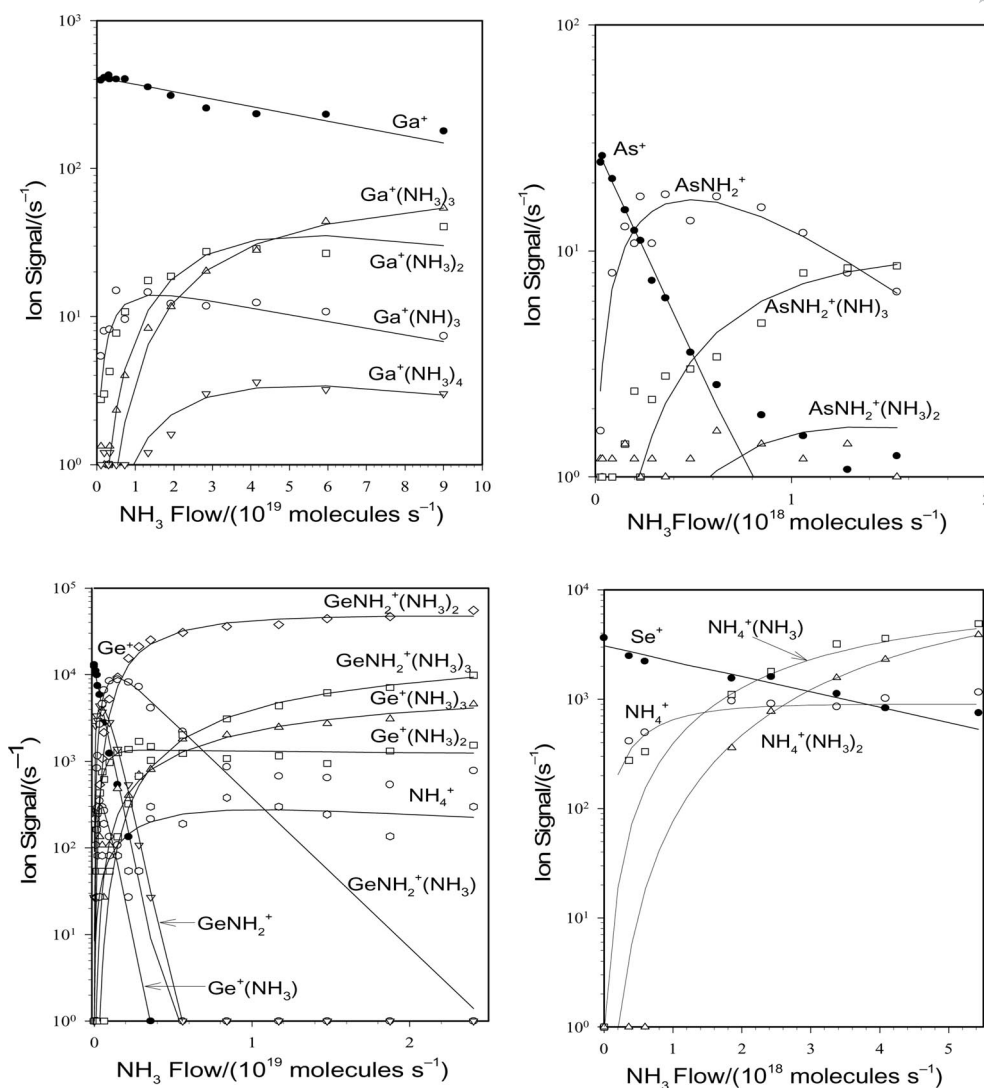 10³
10²
10¹
10⁰
Ion Signal/(s⁻¹)
Ga⁺
Ga⁺(NH₃)₃
Ga⁺(NH₃)₂
Ga⁺(NH)₃
Ga⁺(NH₃)₄
0 1 2 3 4 5 6 7 8 9 10
NH₃ Flow/(10¹⁹ molecules s⁻¹)
10²
10¹
10⁰
Ion Signal/(s⁻¹)
As⁺
AsNH₂⁺
AsNH₂⁺(NH)₃
AsNH₂⁺(NH₃)₂
0 1 2
NH₃Flow/(10¹⁸ molecules s⁻¹)
10⁵
10⁴
10³
10²
10¹
10⁰
Ion Signal/(s⁻¹)
GeNH₂⁺(NH₃)₂
Ge⁺
GeNH₂⁺(NH₃)₃
Ge⁺(NH₃)₃
Ge⁺(NH₃)₂
NH₄⁺
GeNH₂⁺(NH₃)
GeNH₂⁺
Ge⁺(NH₃)
0 1 2
NH₃ Flow/(10¹⁹ molecules s⁻¹)
10⁴
10³
10²
10¹
10⁰
Ion Signal/(s⁻¹)
Se⁺
NH₄⁺(NH₃)
NH₄⁺
NH₄⁺(NH₃)₂
0 1 2 3 4 5
NH₃ Flow/(10¹⁸ molecules s⁻¹)